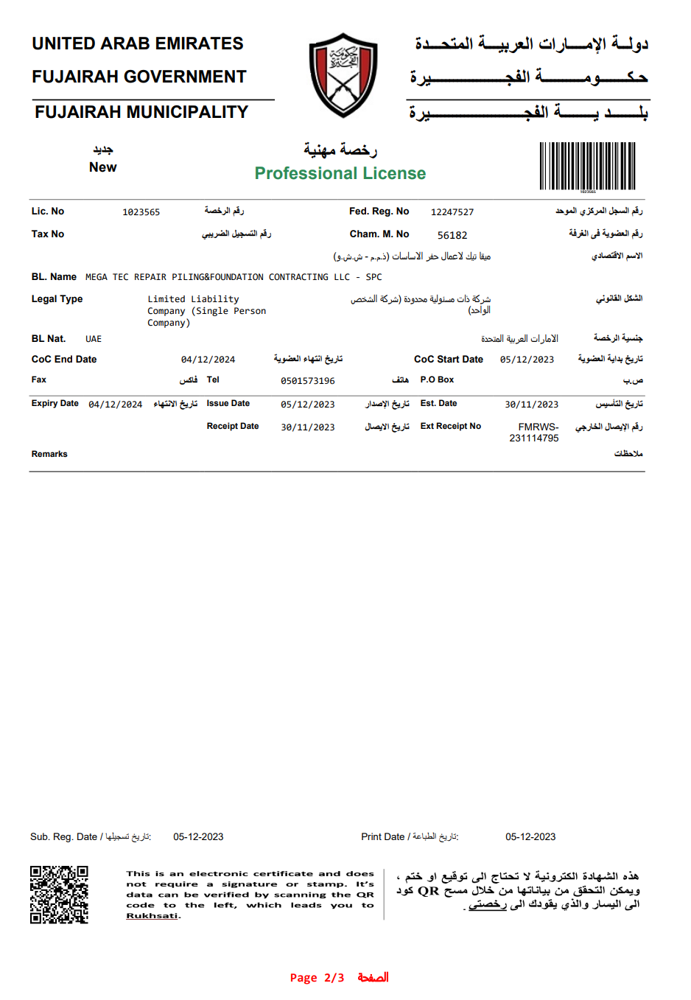 UNITED ARAB EMIRATES
دولـة الإمــارات العربيــة المتحــدة
FUJAIRAH GOVERNMENT
حكـــومـــة الفجـــيرة
FUJAIRAH MUNICIPALITY
بلـــديـــة الفجـــيرة
حكومة الفجيرة
جديد
New
رخصة مهنية
Professional License
1023565
Lic. No 1023565 رقم الرخصة Fed. Reg. No 12247527 رقم السجل المركزي الموحد
Tax No رقم التسجيل الضريبي Cham. M. No 56182 رقم العضوية فى الغرفة
ميقا تيك لاعمال حفر الاساسات (ذ.م.م - ش.ش.و) الاسم الاقتصادي
BL. Name MEGA TEC REPAIR PILING&FOUNDATION CONTRACTING LLC - SPC
Legal Type Limited Liability شركة ذات مسئولية محدودة (شركة الشخص الشكل القانوني
Company (Single Person الواحد)
Company)
BL Nat. UAE الامارات العربية المتحدة جنسية الرخصة
CoC End Date 04/12/2024 تاريخ انتهاء العضوية CoC Start Date 05/12/2023 تاريخ بداية العضوية
Fax فاكس Tel 0501573196 هاتف P.O Box ص.ب
Expiry Date 04/12/2024 تاريخ الانتهاء Issue Date 05/12/2023 تاريخ الإصدار Est. Date 30/11/2023 تاريخ التأسيس
Receipt Date 30/11/2023 تاريخ الايصال Ext Receipt No FMRWS- رقم الإيصال الخارجي
231114795
Remarks ملاحظات
Sub. Reg. Date / تاريخ تسجيلها: 05-12-2023 Print Date / تاريخ الطباعة: 05-12-2023
This is an electronic certificate and does
not require a signature or stamp. It's
data can be verified by scanning the QR
code to the left, which leads you to
Rukhsati.
هذه الشهادة الكترونية لا تحتاج الى توقيع او ختم ،
ويمكن التحقق من بياناتها من خلال مسح QR كود
الى اليسار والذي يقودك الى رخصتي .
Page 2/3 الصفحة